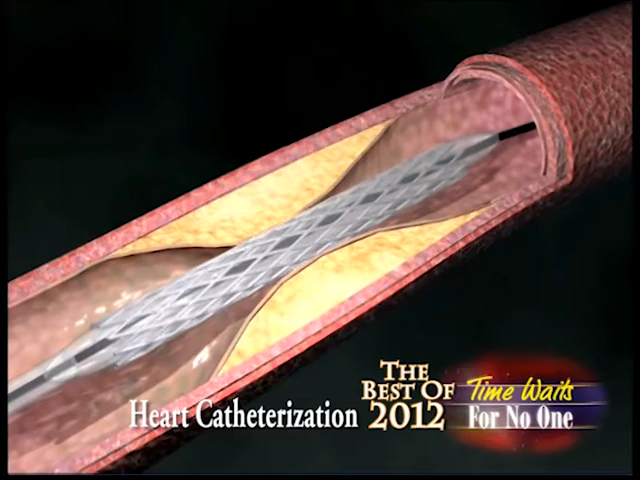 Heart Catheterization
THE
BEST OF
2012
Time Waits
For No One